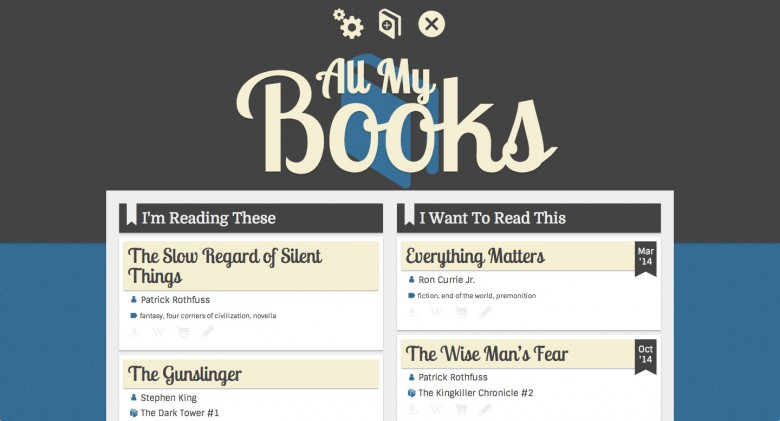 All My
Books
I'm Reading These
The Slow Regard of Silent
Things
Patrick Rothfuss
fantasy, four corners of civilization, novella
The Gunslinger
Stephen King
The Dark Tower #1
I Want To Read This
Everything Matters
Mar
'14
Ron Currie Jr.
fiction, end of the world, premonition
The Wise Man's Fear
Oct
'14
Patrick Rothfuss
The Kingkiller Chronicle #2